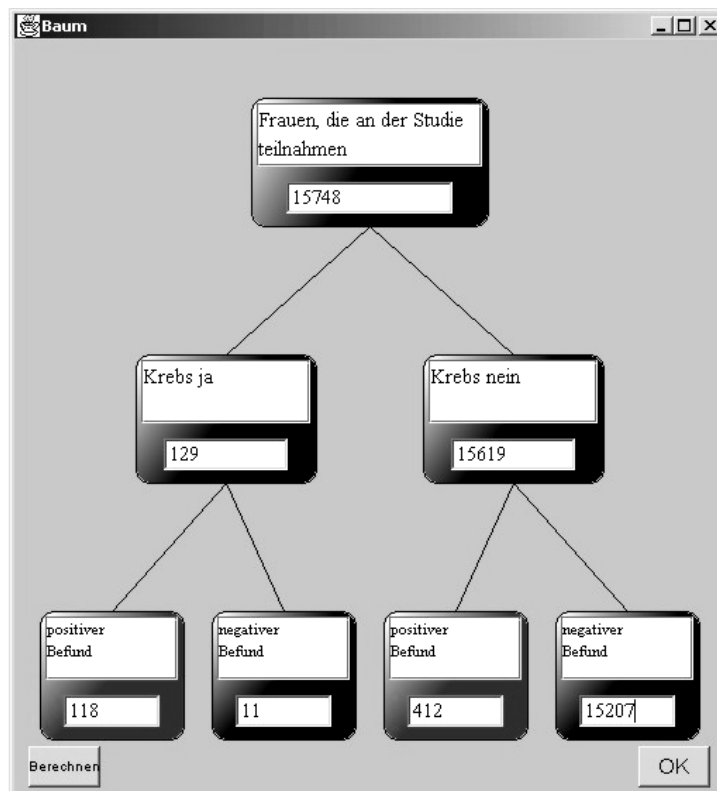 Baum
Frauen, die an der Studie
teilnahmen
15748
Krebs ja
129
Krebs nein
15619
positiver
Befund
118
negativer
Befund
11
positiver
Befund
412
negativer
Befund
15207
Berechnen
OK